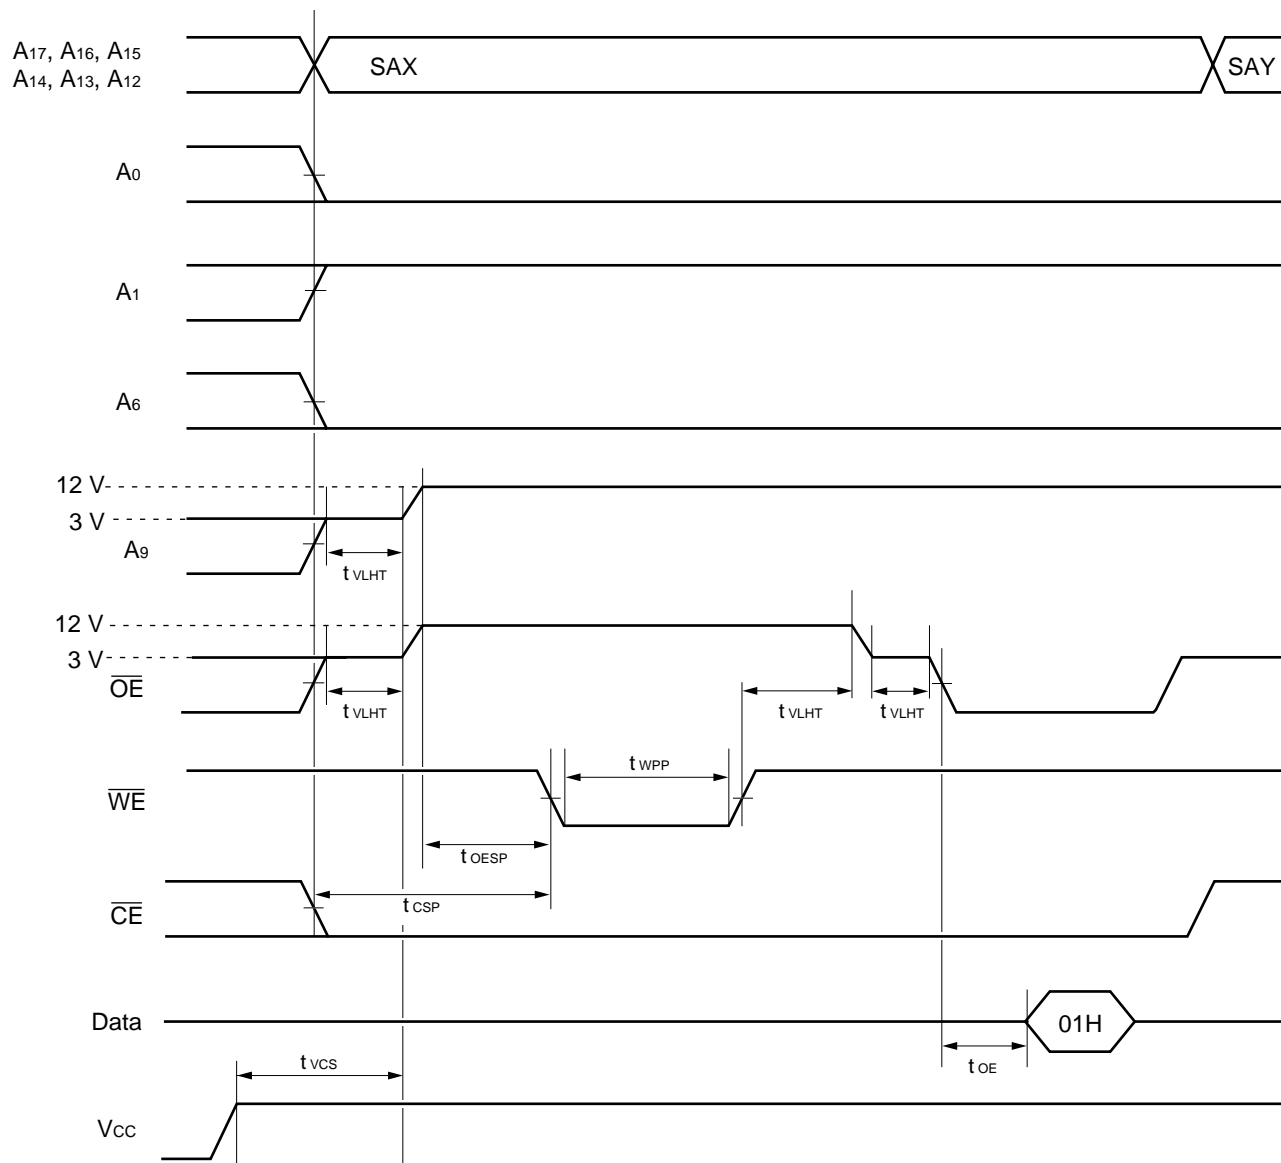 A17, A16, A15
A14, A13, A12
SAX
SAY
A0
A1
A6
12 V
3 V
A9
t VLHT
12 V
3 V
OE
t VLHT
t VLHT
t VLHT
WE
t WPP
t OESP
CE
t CSP
Data
01H
t OE
t VCS
VCC